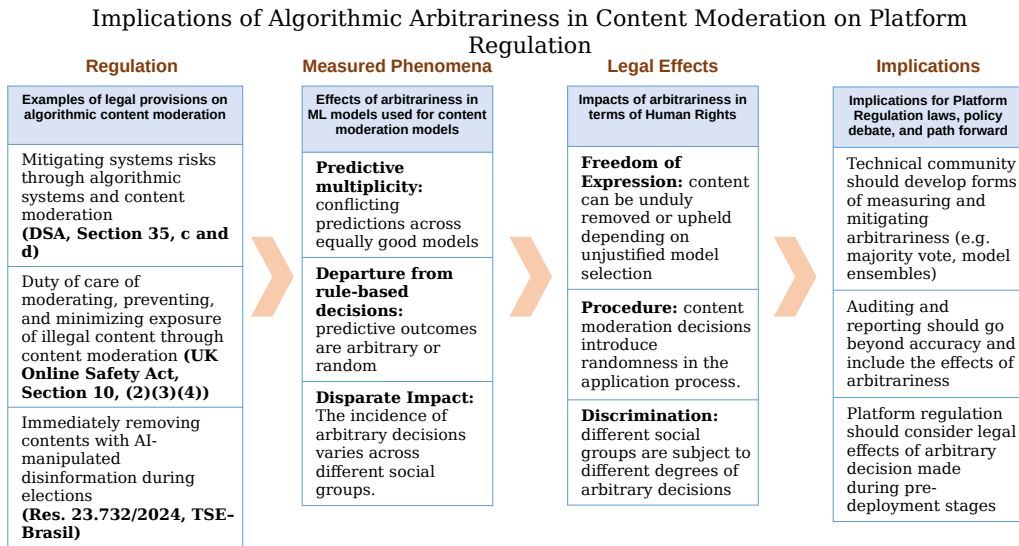 Implications of Algorithmic Arbitrariness in Content Moderation on Platform
Regulation
Regulation
Examples of legal provisions on
algorithmic content moderation
Mitigating systems risks
through algorithmic
systems and content
moderation
(DSA, Section 35, c and
d)
Duty of care of
moderating, preventing,
and minimizing exposure
of illegal content through
content moderation (UK
Online Safety Act,
Section 10, (2)(3)(4))
Immediately removing
contents with AI-
manipulated
disinformation during
elections
(Res. 23.732/2024, TSE–
Brasil)
Measured Phenomena
Effects of arbitrariness in
ML models used for content
moderation models
Predictive
multiplicity:
conflicting
predictions across
equally good models
Departure from
rule-based
decisions:
predictive outcomes
are arbitrary or
random
Disparate Impact:
The incidence of
arbitrary decisions
varies across
different social
groups.
Legal Effects
Impacts of arbitrariness in
terms of Human Rights
Freedom of
Expression: content
can be unduly
removed or upheld
depending on
unjustified model
selection
Procedure: content
moderation decisions
introduce
randomness in the
application process.
Discrimination:
different social
groups are subject to
different degrees of
arbitrary decisions
Implications
Implications for Platform
Regulation laws, policy
debate, and path forward
Technical community
should develop forms
of measuring and
mitigating
arbitrariness (e.g.
majority vote, model
ensembles)
Auditing and
reporting should go
beyond accuracy and
include the effects of
arbitrariness
Platform regulation
should consider legal
effects of arbitrary
decision made
during pre-
deployment stages